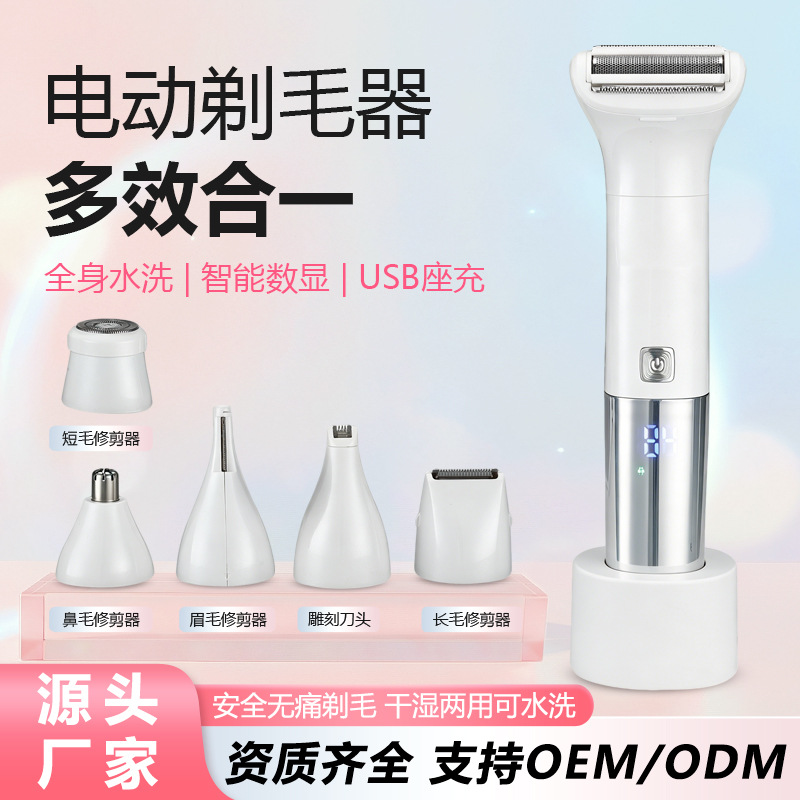 电动剃毛器
多效合一
全身水洗 | 智能数显 | USB座充
短毛修剪器
84
鼻毛修剪器
眉毛修剪器
雕刻刀头
长毛修剪器
源头
厂家
安全无痛剃毛 干湿两用可水洗
资质齐全 支持OEM/ODM